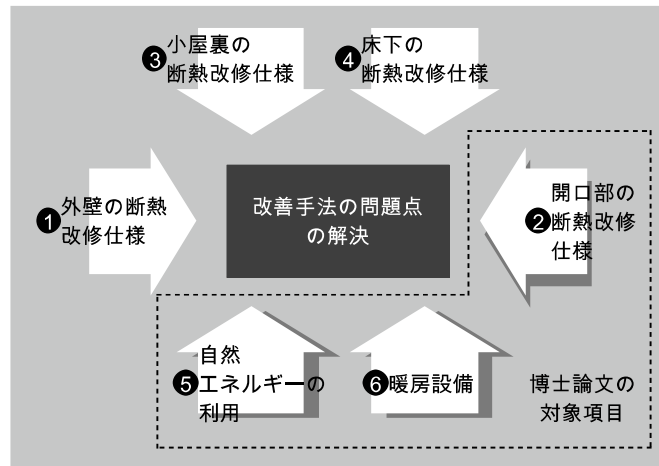 ❸小屋裏の
断熱改修仕様
❹床下の
断熱改修仕様
❶外壁の断熱
改修仕様
改善手法の問題点
の解決
開口部の
❷断熱改修
仕様
自然
❺エネルギーの
利用
❻暖房設備
博士論文の
対象項目